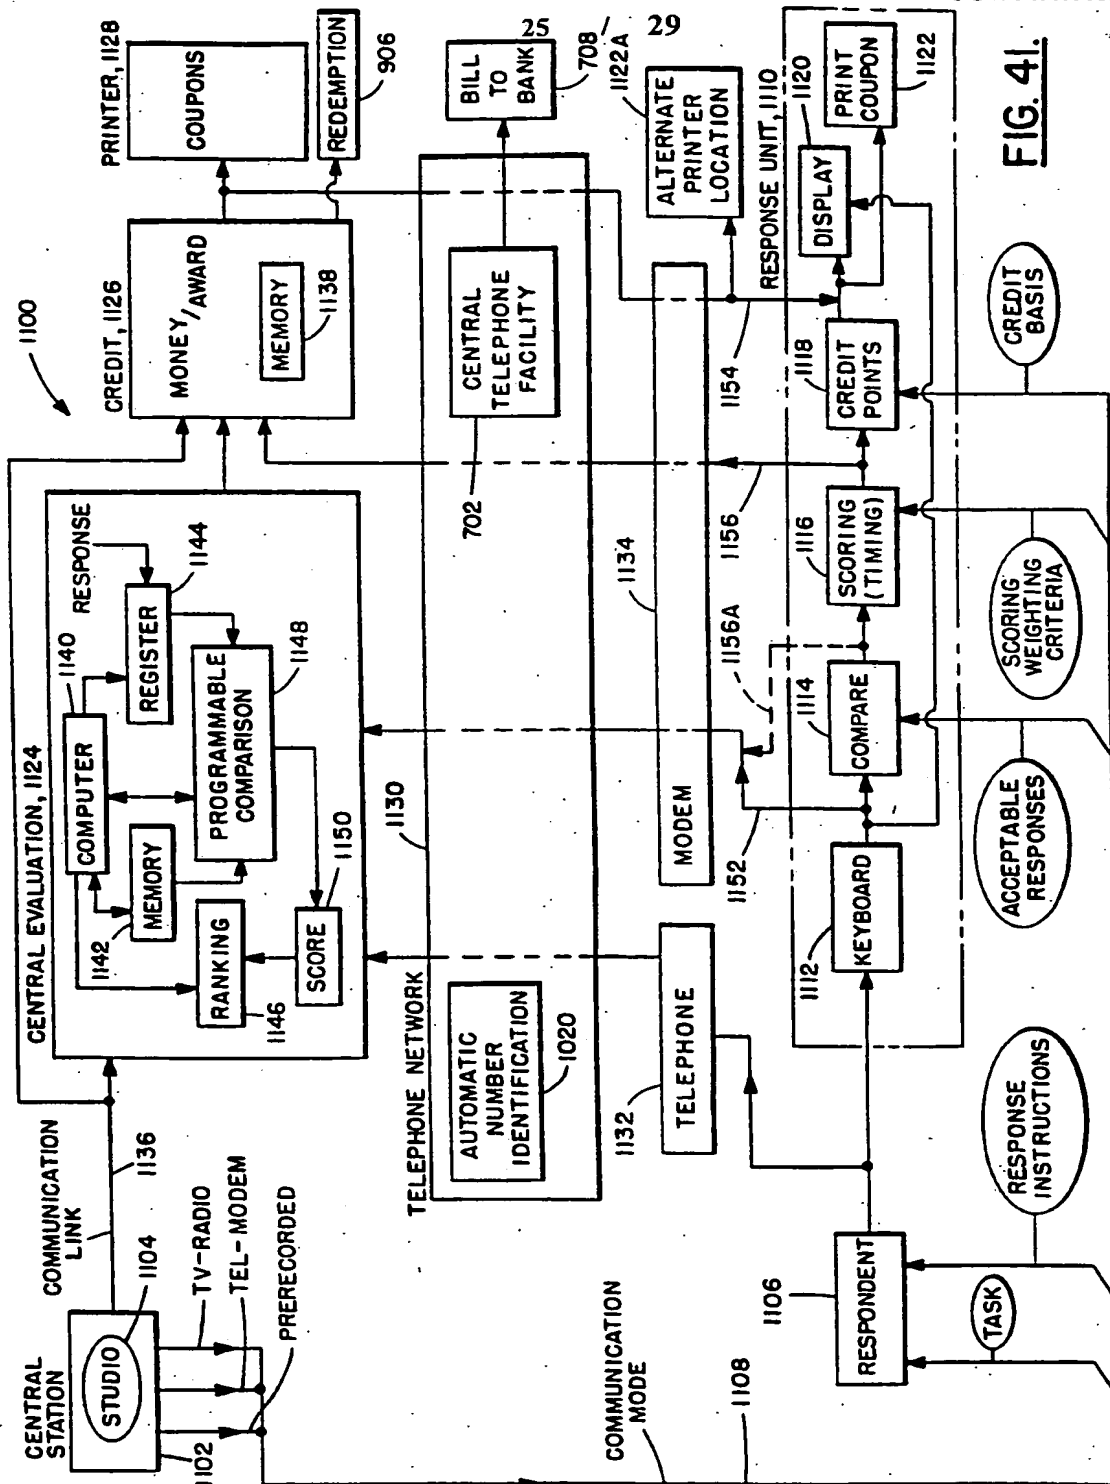 25 / 29
FIG. 41.
1100
CENTRAL
STATION
STUDIO
1104
1102
COMMUNICATION
LINK
1136
TV-RADIO
TEL-MODEM
PRERECORDED
CENTRAL EVALUATION, 1124
COMPUTER
1140
MEMORY
1142
REGISTER
1144
RESPONSE
RANKING
1146
PROGRAMMABLE
COMPARISON
1148
SCORE
1150
CREDIT, 1126
MONEY/AWARD
MEMORY
1138
PRINTER, 1128
COUPONS
REDEMPTION
906
TELEPHONE NETWORK
1130
AUTOMATIC
NUMBER
IDENTIFICATION
1020
CENTRAL
TELEPHONE
FACILITY
702
BILL
TO
BANK
708
TELEPHONE
1132
MODEM
1134
ALTERNATE
PRINTER
LOCATION
1122A
1152
1156A
1156
1154
RESPONSE UNIT, 1110
KEYBOARD
1112
COMPARE
1114
SCORING
(TIMING)
1116
CREDIT
POINTS
1118
DISPLAY
1120
PRINT
COUPON
1122
COMMUNICATION
MODE
1108
RESPONDENT
1106
TASK
RESPONSE
INSTRUCTIONS
ACCEPTABLE
RESPONSES
SCORING
WEIGHTING
CRITERIA
CREDIT
BASIS